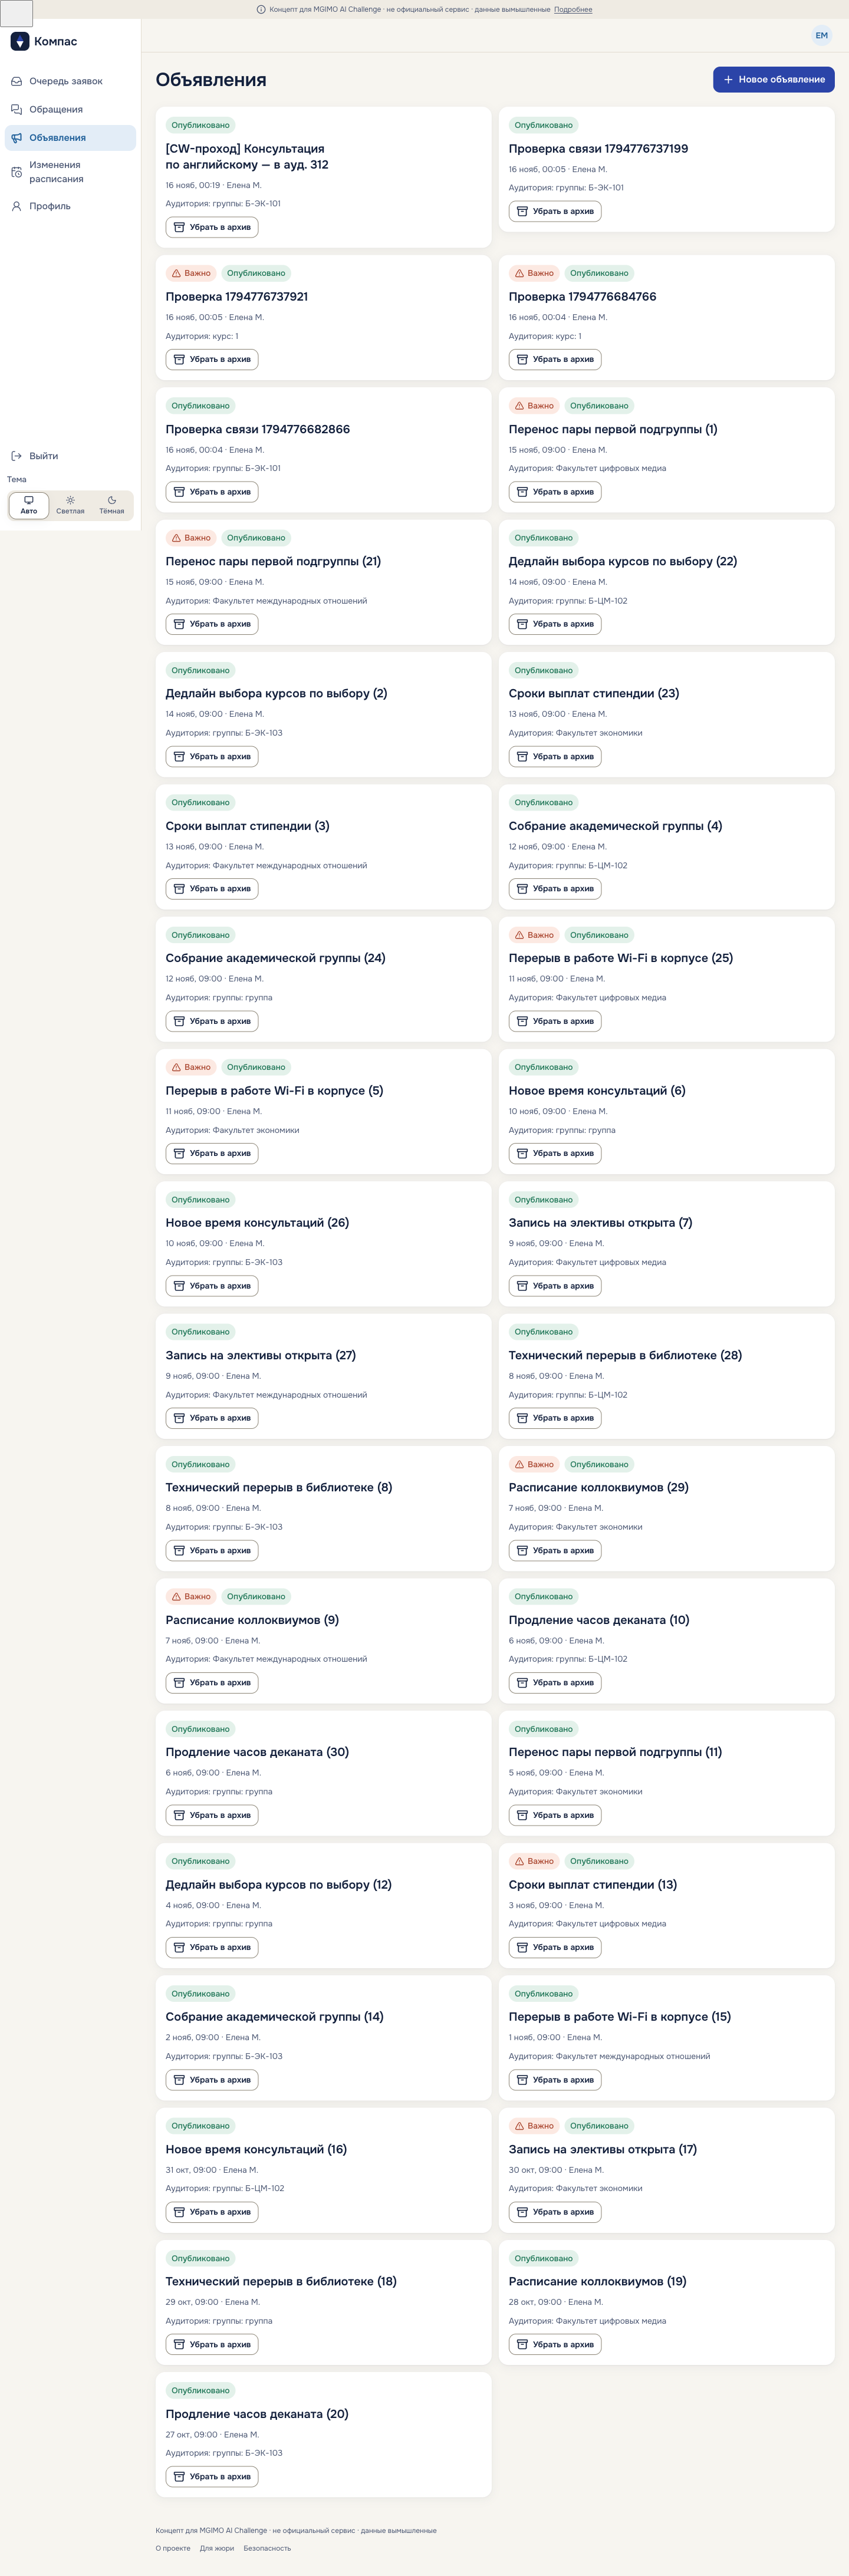 Концепт для MGIMO AI Challenge · не официальный сервис · данные вымышленные Подробнее
Компас
ЕМ
Очередь заявок
Обращения
Объявления
Изменения
расписания
Профиль
Выйти
Тема
Авто Светлая Тёмная
Объявления
Новое объявление
Опубликовано
[CW-проход] Консультация
по английскому — в ауд. 312
16 нояб, 00:19 · Елена М.
Аудитория: группы: Б-ЭК-101
Убрать в архив
Опубликовано
Проверка связи 1794776737199
16 нояб, 00:05 · Елена М.
Аудитория: группы: Б-ЭК-101
Убрать в архив
Важно Опубликовано
Проверка 1794776737921
16 нояб, 00:05 · Елена М.
Аудитория: курс: 1
Убрать в архив
Важно Опубликовано
Проверка 1794776684766
16 нояб, 00:04 · Елена М.
Аудитория: курс: 1
Убрать в архив
Опубликовано
Проверка связи 1794776682866
16 нояб, 00:04 · Елена М.
Аудитория: группы: Б-ЭК-101
Убрать в архив
Важно Опубликовано
Перенос пары первой подгруппы (1)
15 нояб, 09:00 · Елена М.
Аудитория: Факультет цифровых медиа
Убрать в архив
Важно Опубликовано
Перенос пары первой подгруппы (21)
15 нояб, 09:00 · Елена М.
Аудитория: Факультет международных отношений
Убрать в архив
Опубликовано
Дедлайн выбора курсов по выбору (22)
14 нояб, 09:00 · Елена М.
Аудитория: группы: Б-ЦМ-102
Убрать в архив
Опубликовано
Дедлайн выбора курсов по выбору (2)
14 нояб, 09:00 · Елена М.
Аудитория: группы: Б-ЭК-103
Убрать в архив
Опубликовано
Сроки выплат стипендии (23)
13 нояб, 09:00 · Елена М.
Аудитория: Факультет экономики
Убрать в архив
Опубликовано
Сроки выплат стипендии (3)
13 нояб, 09:00 · Елена М.
Аудитория: Факультет международных отношений
Убрать в архив
Опубликовано
Собрание академической группы (4)
12 нояб, 09:00 · Елена М.
Аудитория: группы: Б-ЦМ-102
Убрать в архив
Опубликовано
Собрание академической группы (24)
12 нояб, 09:00 · Елена М.
Аудитория: группы: группа
Убрать в архив
Важно Опубликовано
Перерыв в работе Wi-Fi в корпусе (25)
11 нояб, 09:00 · Елена М.
Аудитория: Факультет цифровых медиа
Убрать в архив
Важно Опубликовано
Перерыв в работе Wi-Fi в корпусе (5)
11 нояб, 09:00 · Елена М.
Аудитория: Факультет экономики
Убрать в архив
Опубликовано
Новое время консультаций (6)
10 нояб, 09:00 · Елена М.
Аудитория: группы: группа
Убрать в архив
Опубликовано
Новое время консультаций (26)
10 нояб, 09:00 · Елена М.
Аудитория: группы: Б-ЭК-103
Убрать в архив
Опубликовано
Запись на элективы открыта (7)
9 нояб, 09:00 · Елена М.
Аудитория: Факультет цифровых медиа
Убрать в архив
Опубликовано
Запись на элективы открыта (27)
9 нояб, 09:00 · Елена М.
Аудитория: Факультет международных отношений
Убрать в архив
Опубликовано
Технический перерыв в библиотеке (28)
8 нояб, 09:00 · Елена М.
Аудитория: группы: Б-ЦМ-102
Убрать в архив
Опубликовано
Технический перерыв в библиотеке (8)
8 нояб, 09:00 · Елена М.
Аудитория: группы: Б-ЭК-103
Убрать в архив
Важно Опубликовано
Расписание коллоквиумов (29)
7 нояб, 09:00 · Елена М.
Аудитория: Факультет экономики
Убрать в архив
Важно Опубликовано
Расписание коллоквиумов (9)
7 нояб, 09:00 · Елена М.
Аудитория: Факультет международных отношений
Убрать в архив
Опубликовано
Продление часов деканата (10)
6 нояб, 09:00 · Елена М.
Аудитория: группы: Б-ЦМ-102
Убрать в архив
Опубликовано
Продление часов деканата (30)
6 нояб, 09:00 · Елена М.
Аудитория: группы: группа
Убрать в архив
Опубликовано
Перенос пары первой подгруппы (11)
5 нояб, 09:00 · Елена М.
Аудитория: Факультет экономики
Убрать в архив
Опубликовано
Дедлайн выбора курсов по выбору (12)
4 нояб, 09:00 · Елена М.
Аудитория: группы: группа
Убрать в архив
Важно Опубликовано
Сроки выплат стипендии (13)
3 нояб, 09:00 · Елена М.
Аудитория: Факультет цифровых медиа
Убрать в архив
Опубликовано
Собрание академической группы (14)
2 нояб, 09:00 · Елена М.
Аудитория: группы: Б-ЭК-103
Убрать в архив
Опубликовано
Перерыв в работе Wi-Fi в корпусе (15)
1 нояб, 09:00 · Елена М.
Аудитория: Факультет международных отношений
Убрать в архив
Опубликовано
Новое время консультаций (16)
31 окт, 09:00 · Елена М.
Аудитория: группы: Б-ЦМ-102
Убрать в архив
Важно Опубликовано
Запись на элективы открыта (17)
30 окт, 09:00 · Елена М.
Аудитория: Факультет экономики
Убрать в архив
Опубликовано
Технический перерыв в библиотеке (18)
29 окт, 09:00 · Елена М.
Аудитория: группы: группа
Убрать в архив
Опубликовано
Расписание коллоквиумов (19)
28 окт, 09:00 · Елена М.
Аудитория: Факультет цифровых медиа
Убрать в архив
Опубликовано
Продление часов деканата (20)
27 окт, 09:00 · Елена М.
Аудитория: группы: Б-ЭК-103
Убрать в архив
Концепт для MGIMO AI Challenge · не официальный сервис · данные вымышленные
О проекте Для жюри Безопасность